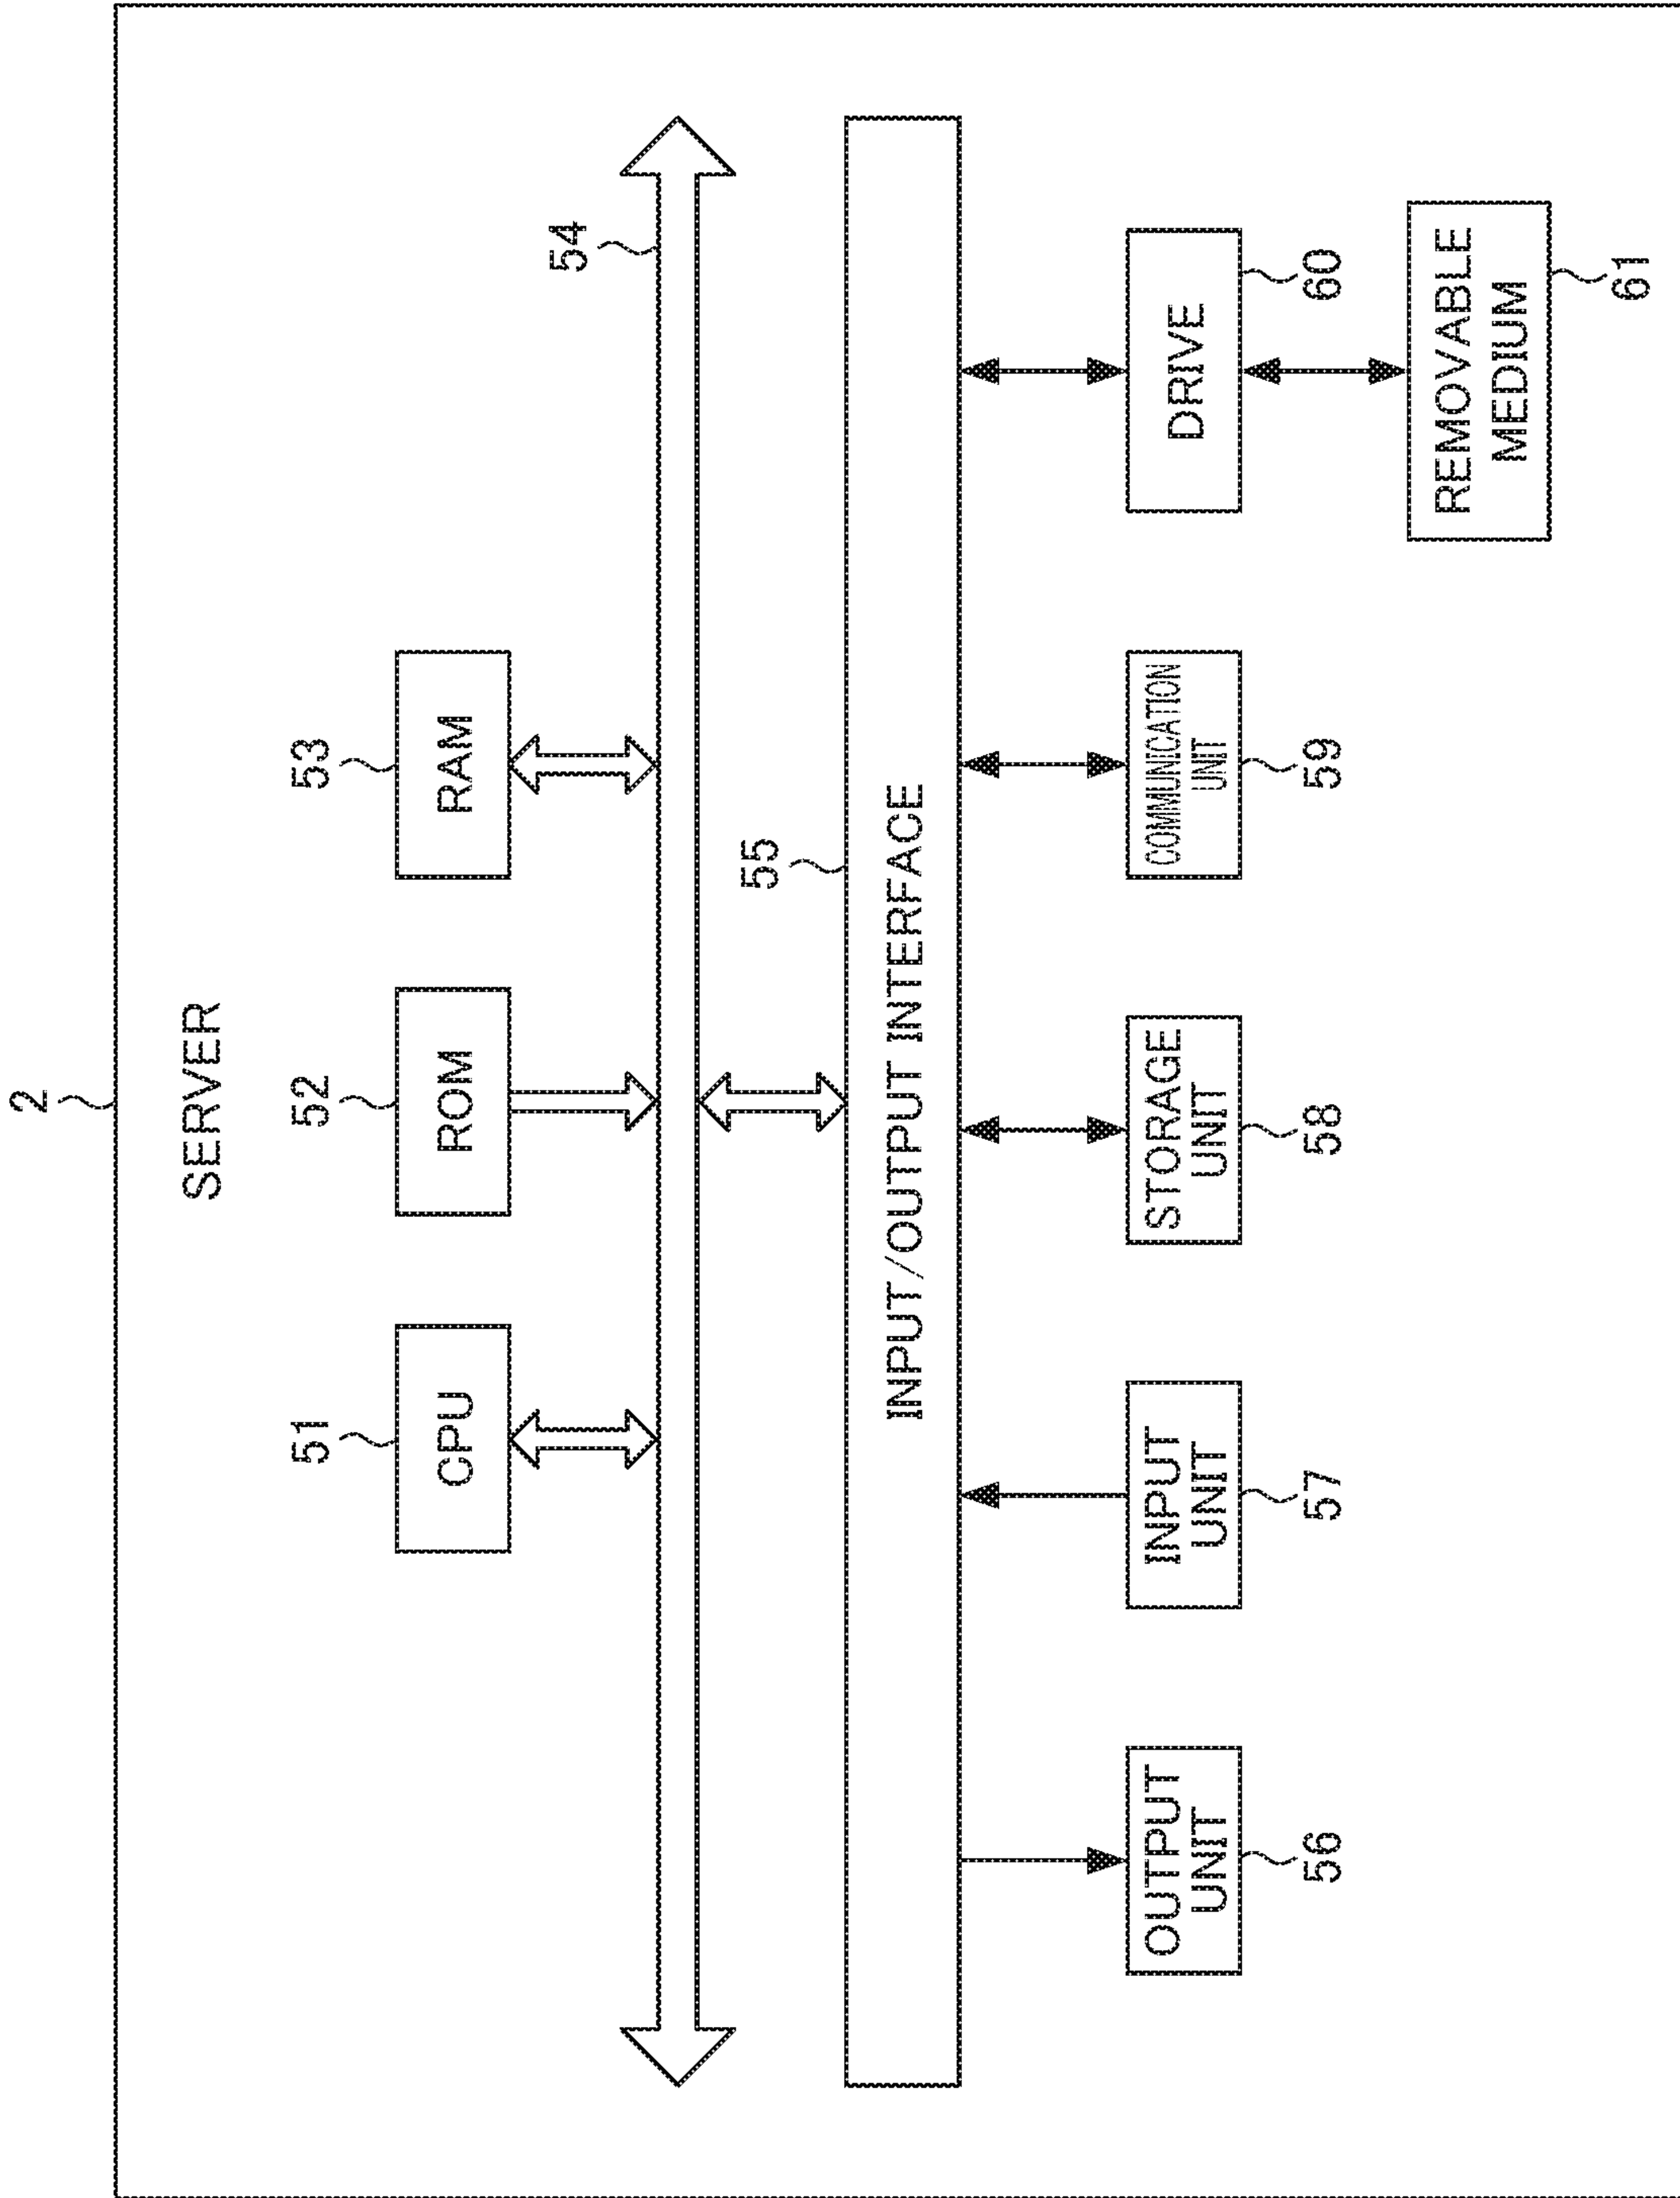 2
SERVER
51
52
53
CPU
ROM
RAM
54
55
INPUT/OUTPUT INTERFACE
OUTPUT
UNIT
INPUT
UNIT
STORAGE
UNIT
COMMUNICATION
UNIT
DRIVE
56
57
58
59
60
REMOVABLE
MEDIUM
61